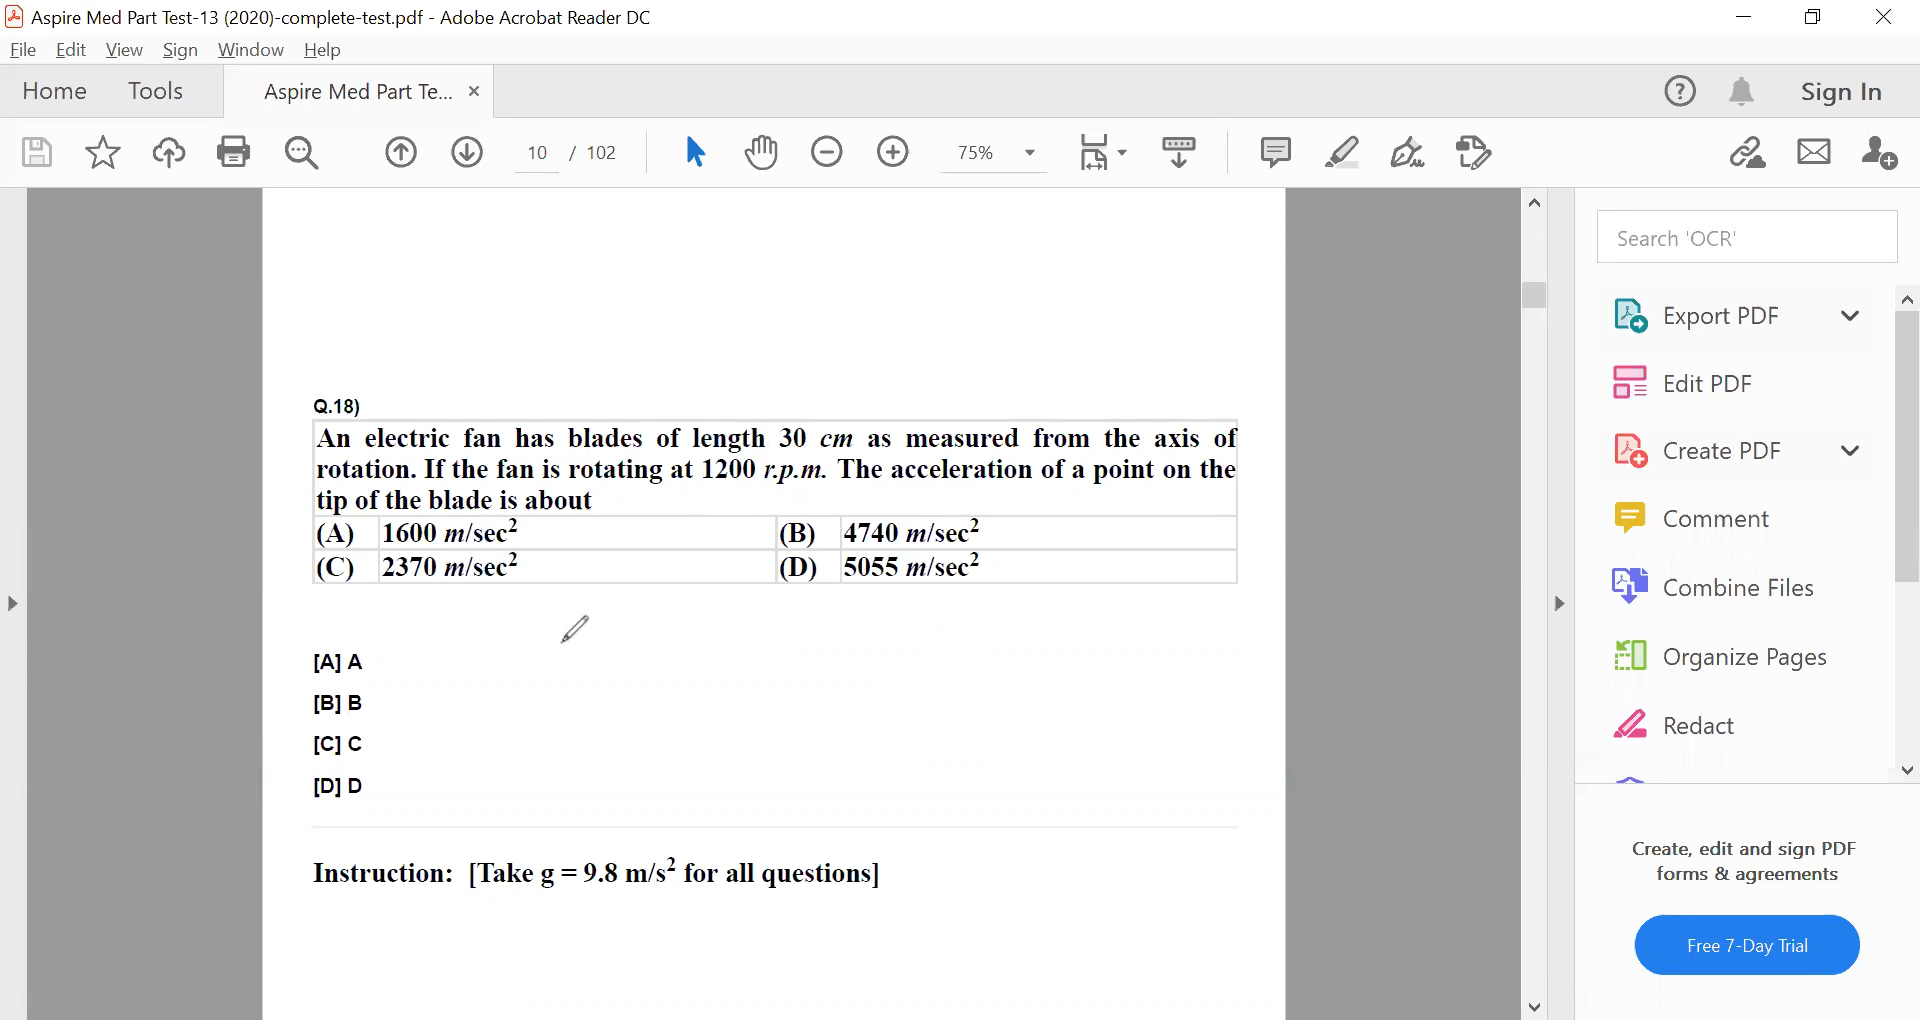 Aspire Med Part Test-13 (2020)-complete-test.pdf - Adobe Acrobat Reader DC
File Edit View Sign Window Help
Home Tools Aspire Med Part Te... × Sign In
10 / 102 75%
Search 'OCR'
Export PDF
Edit PDF
Create PDF
Comment
Combine Files
Organize Pages
Redact
Create, edit and sign PDF
forms & agreements
Free 7-Day Trial
Q.18)
An electric fan has blades of length 30 cm as measured from the axis of
rotation. If the fan is rotating at 1200 r.p.m. The acceleration of a point on the
tip of the blade is about
(A) 1600 m/sec² (B) 4740 m/sec²
(C) 2370 m/sec² (D) 5055 m/sec²
[A] A
[B] B
[C] C
[D] D
Instruction: [Take g = 9.8 m/s² for all questions]